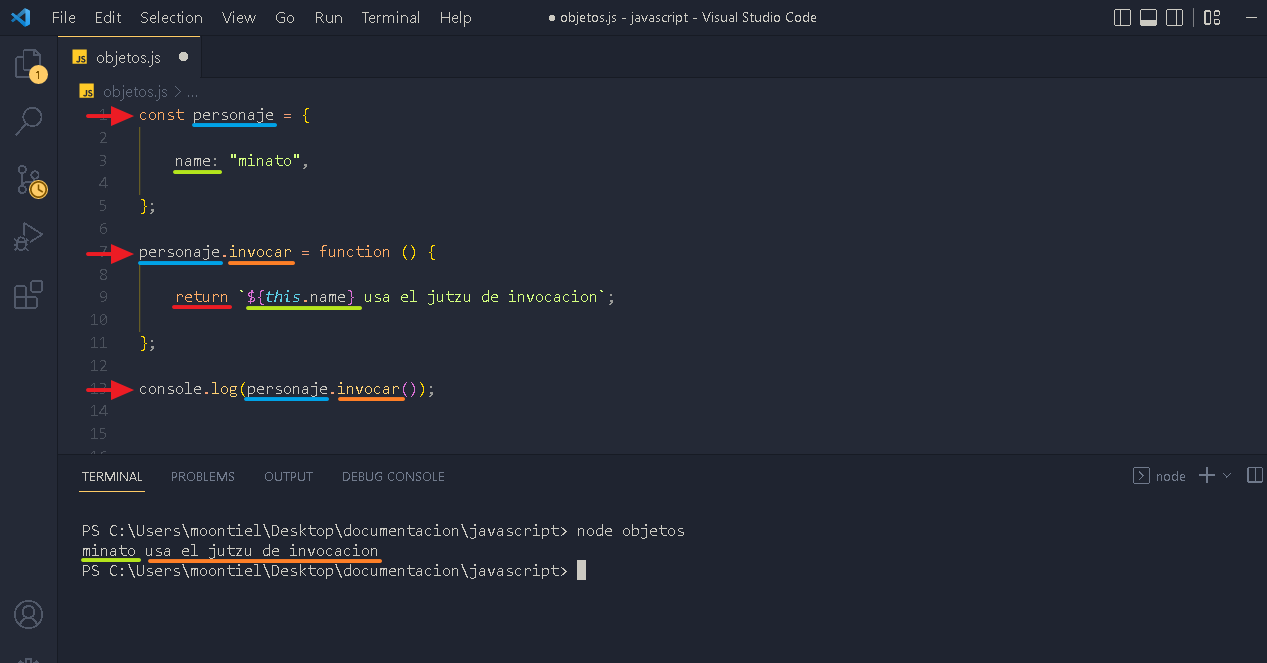 File Edit Selection View Go Run Terminal Help ● objetos.js - javascript - Visual Studio Code
JS objetos.js ●
1
JS objetos.js > ...
1 const personaje = {
2
3 name: "minato",
4
5 };
6
7 personaje.invocar = function () {
8
9 return `${this.name} usa el jutzu de invocacion`;
10
11 };
12
13 console.log(personaje.invocar());
14
15
16
TERMINAL PROBLEMS OUTPUT DEBUG CONSOLE node
PS C:\Users\moontiel\Desktop\documentacion\javascript> node objetos
minato usa el jutzu de invocacion
PS C:\Users\moontiel\Desktop\documentacion\javascript>